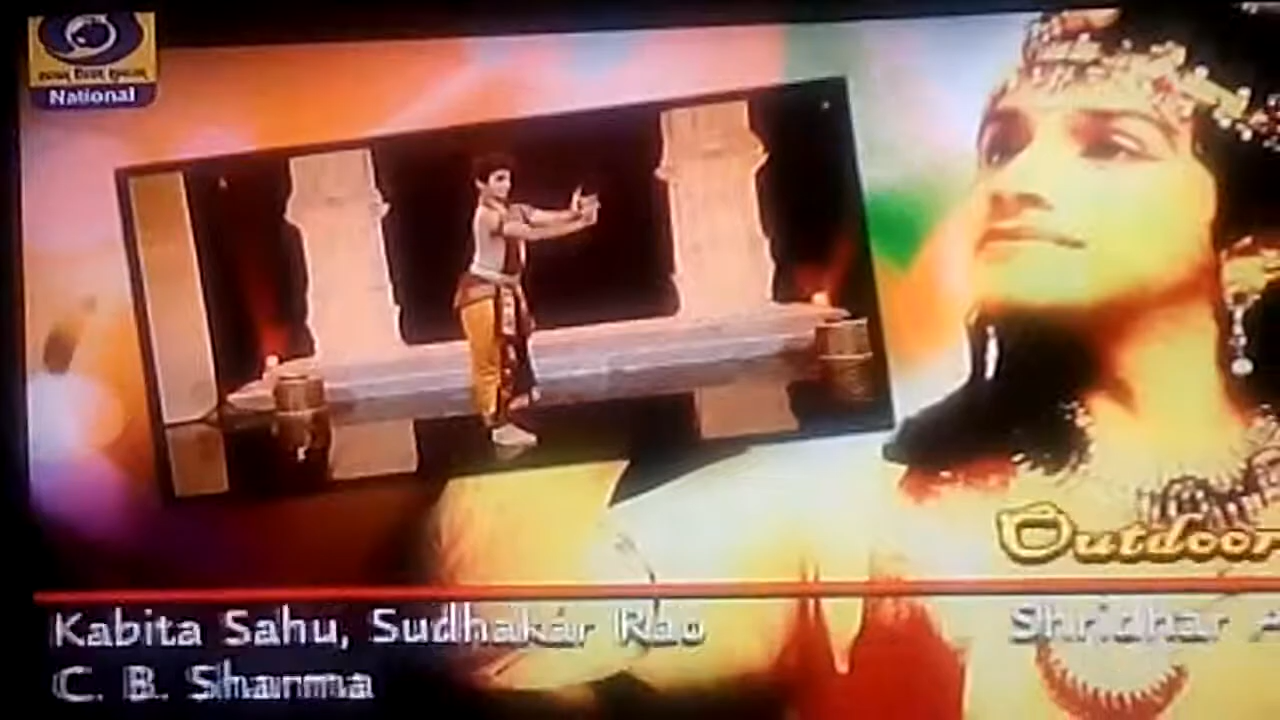 National
Outdoor
Kabita Sahu, Sudhakar Rao
Shridhar
C. B. Sharma